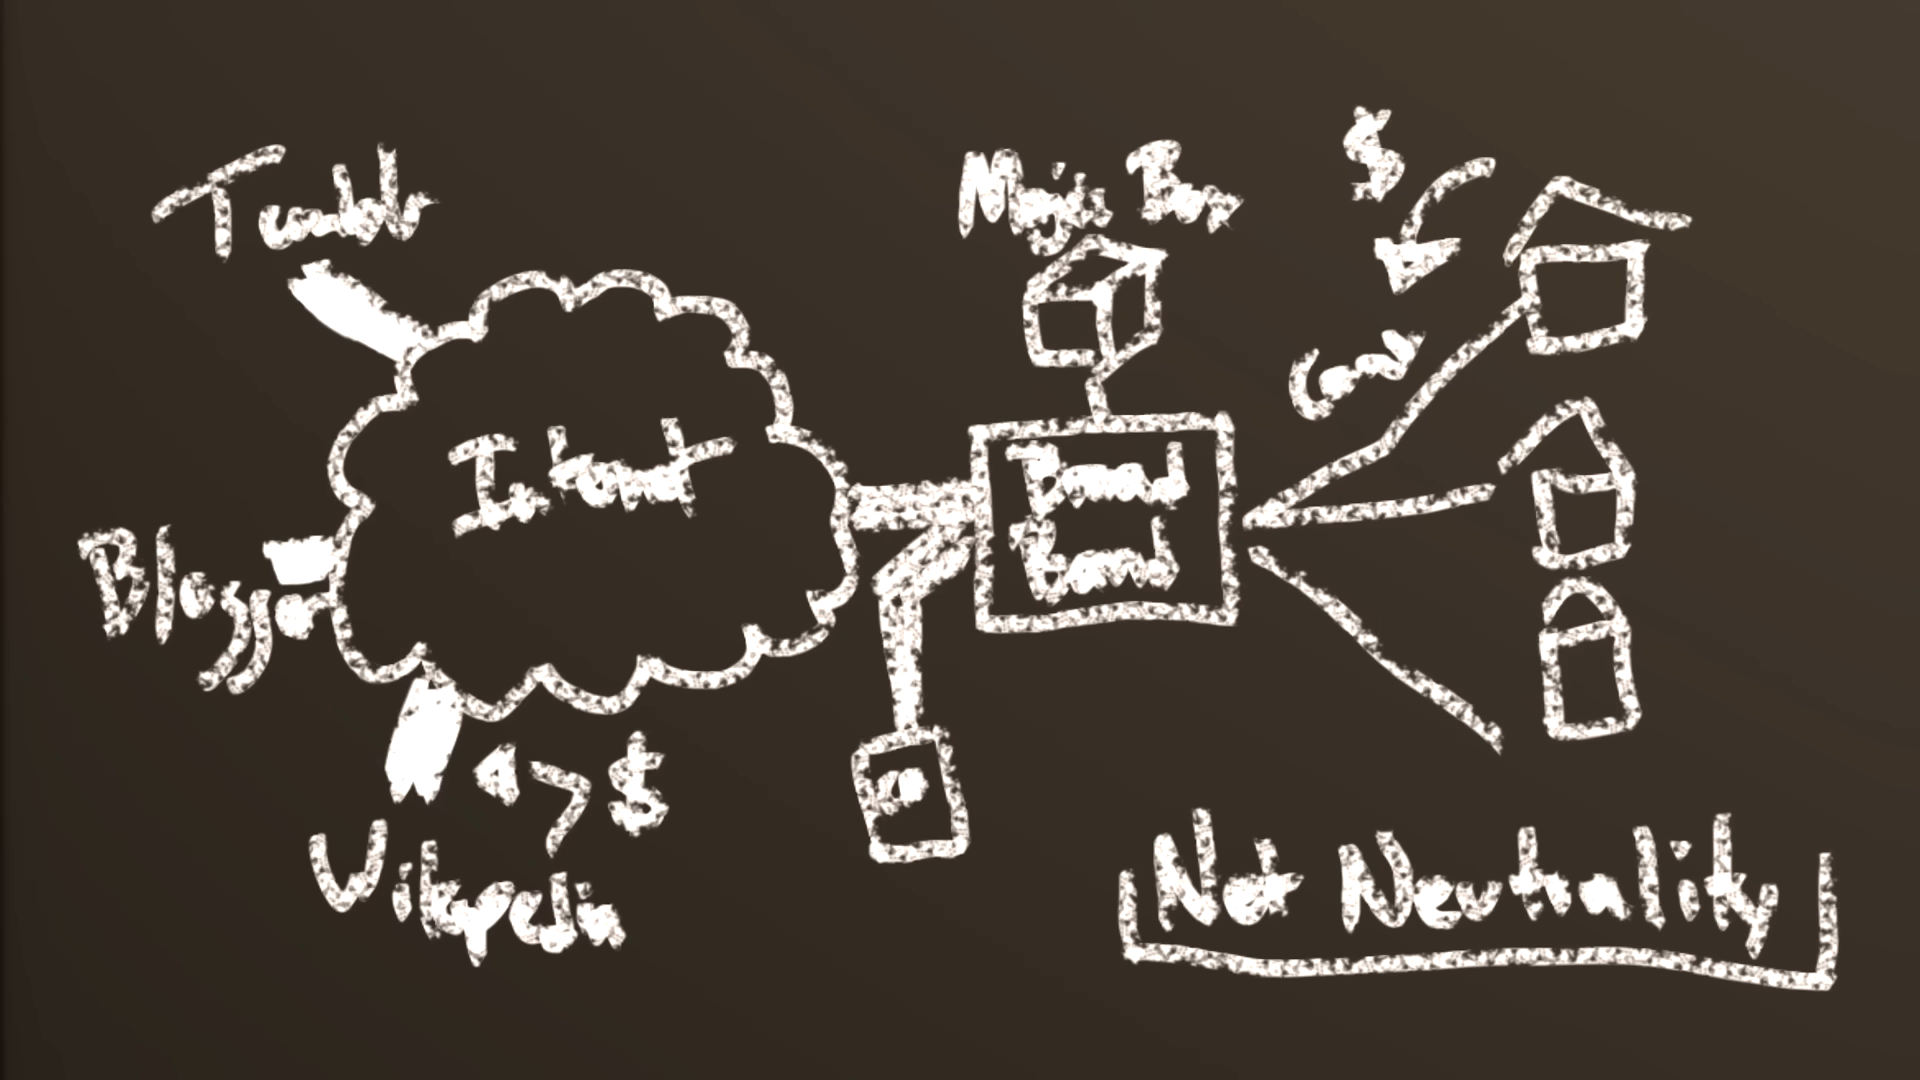 Tumblr
Magic Box
$
Internet
Broad
Band
Blogger
$
Wikipedia
Net Neutrality